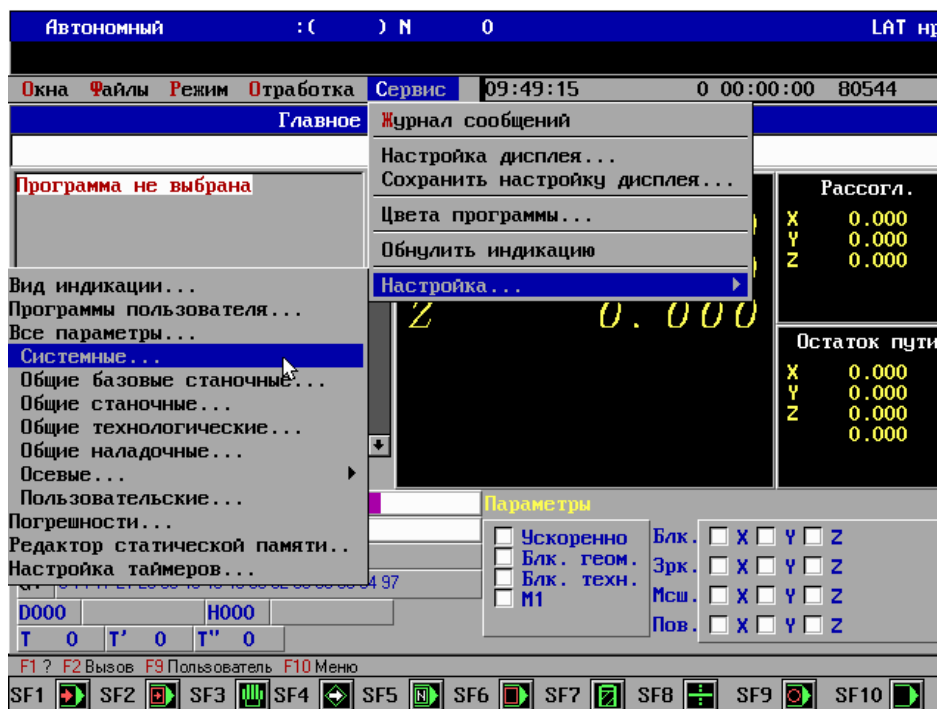 Автономный :( ) N 0 LAT нр
Окна Файлы Режим Отработка Сервис 09:49:15 0 00:00:00 80544
Главное
Журнал сообщений
Настройка дисплея...
Сохранить настройку дисплея...
Цвета программы...
Обнулить индикацию
Настройка...
Программа не выбрана
Вид индикации...
Программы пользователя...
Все параметры...
Системные...
Общие базовые станочные...
Общие станочные...
Общие технологические...
Общие наладочные...
Осевые...
Пользовательские...
Погрешности...
Редактор статической памяти..
Настройка таймеров...
Z 0.000
Рассогл.
X 0.000
Y 0.000
Z 0.000
Остаток пути
X 0.000
Y 0.000
Z 0.000
0.000
Параметры
Ускоренно
Блк. геом.
Блк. техн.
M1
Блк. X Y Z
Зрк. X Y Z
Мсш. X Y Z
Пов. X Y Z
97
D000 H000
T 0 T' 0 T" 0
F1 ? F2 Вызов F9 Пользователь F10 Меню
SF1 SF2 SF3 SF4 SF5 N SF6 SF7 SF8 SF9 SF10